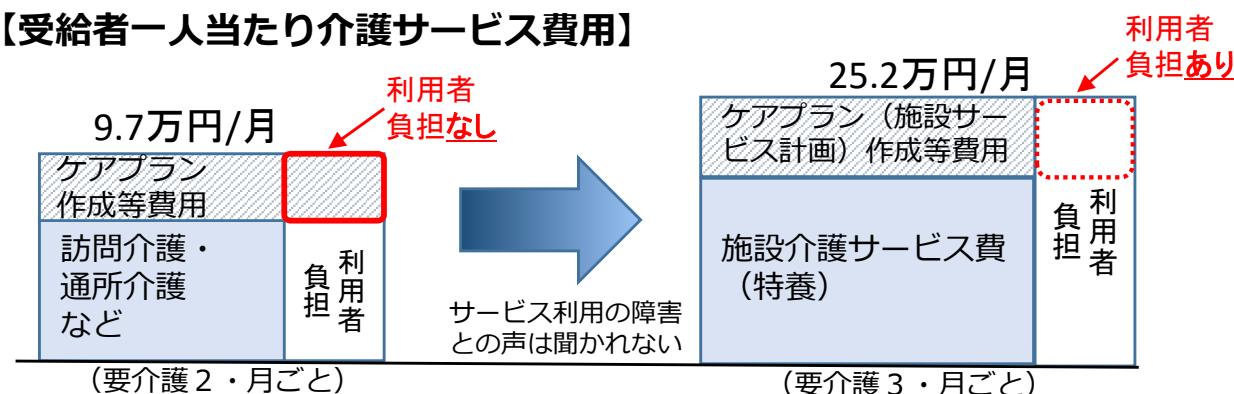 【受給者一人当たり介護サービス費用】
9.7万円/月
利用者
負担なし
ケアプラン
作成等費用
訪問介護・
通所介護
など
利用者
負担
（要介護２・月ごと）
サービス利用の障害
との声は聞かれない
25.2万円/月
利用者
負担あり
ケアプラン（施設サー
ビス計画）作成等費用
施設介護サービス費
（特養）
利用者
負担
（要介護３・月ごと）